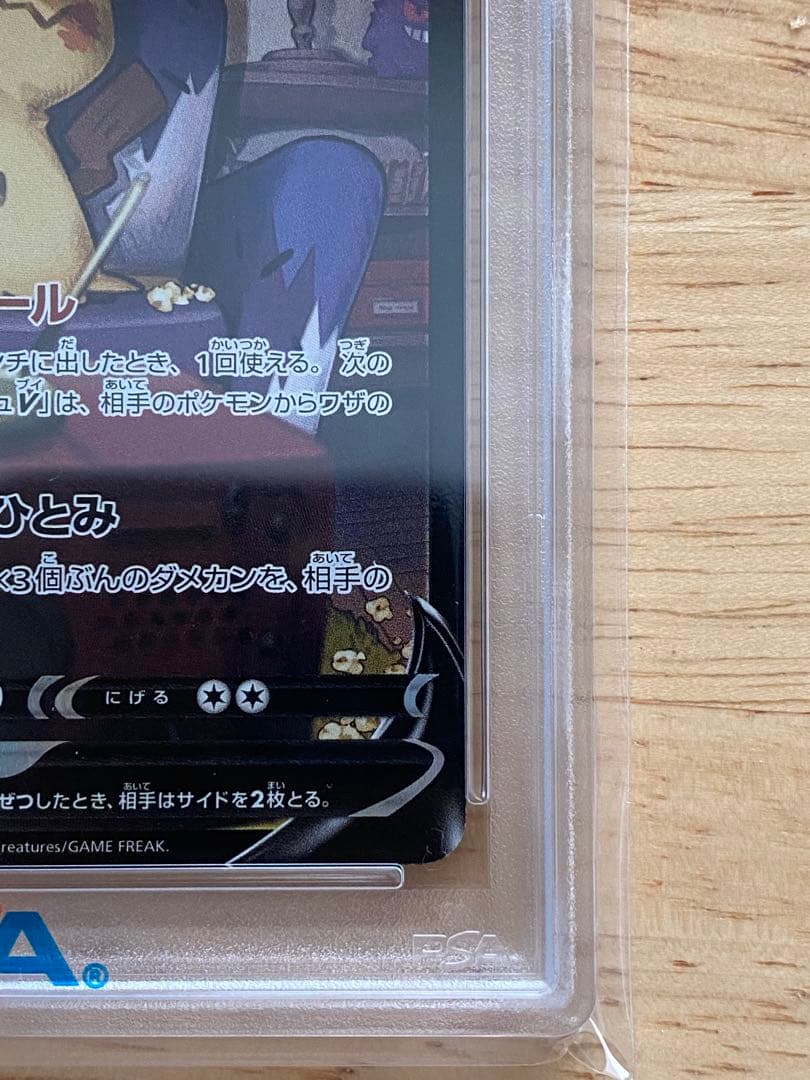 ール
チに出したとき、1回使える。次の
ュV」は、相手のポケモンからワザの
ひとみ
×3個ぶんのダメカンを、相手の
にげる
ぜつしたとき、相手はサイドを2枚とる。
reatures/GAME FREAK.
PSA
A®